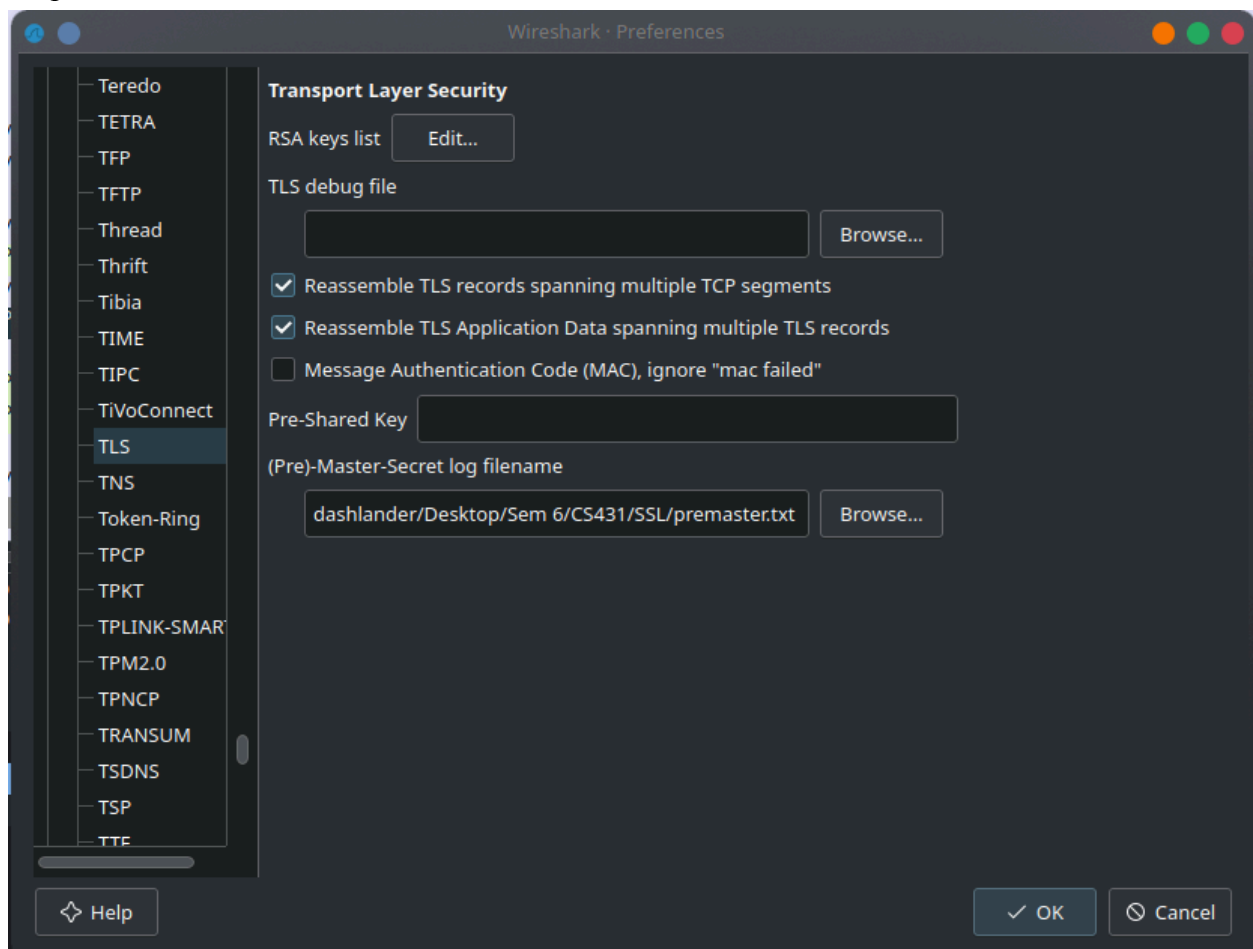 Wireshark · Preferences
Teredo
TETRA
TFP
TFTP
Thread
Thrift
Tibia
TIME
TIPC
TiVoConnect
TLS
TNS
Token-Ring
TPCP
TPKT
TPLINK-SMAR
TPM2.0
TPNCP
TRANSUM
TSDNS
TSP
Transport Layer Security
RSA keys list Edit...
TLS debug file
Browse...
Reassemble TLS records spanning multiple TCP segments
Reassemble TLS Application Data spanning multiple TLS records
Message Authentication Code (MAC), ignore "mac failed"
Pre-Shared Key
(Pre)-Master-Secret log filename
dashlander/Desktop/Sem 6/CS431/SSL/premaster.txt Browse...
Help
OK
Cancel